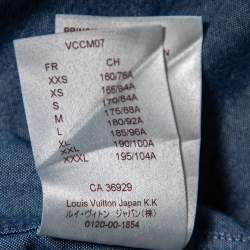 VCCM07
FR CH
XXS 160/76A
XS 165/84A
S 170/84A
M 175/88A
L 180/92A
XL 185/96A
XXL 190/100A
XXXL 195/104A
CA 36929
Louis Vuitton Japan K.K
ルイ・ヴィトン ジャパン(株)
0120-00-1854